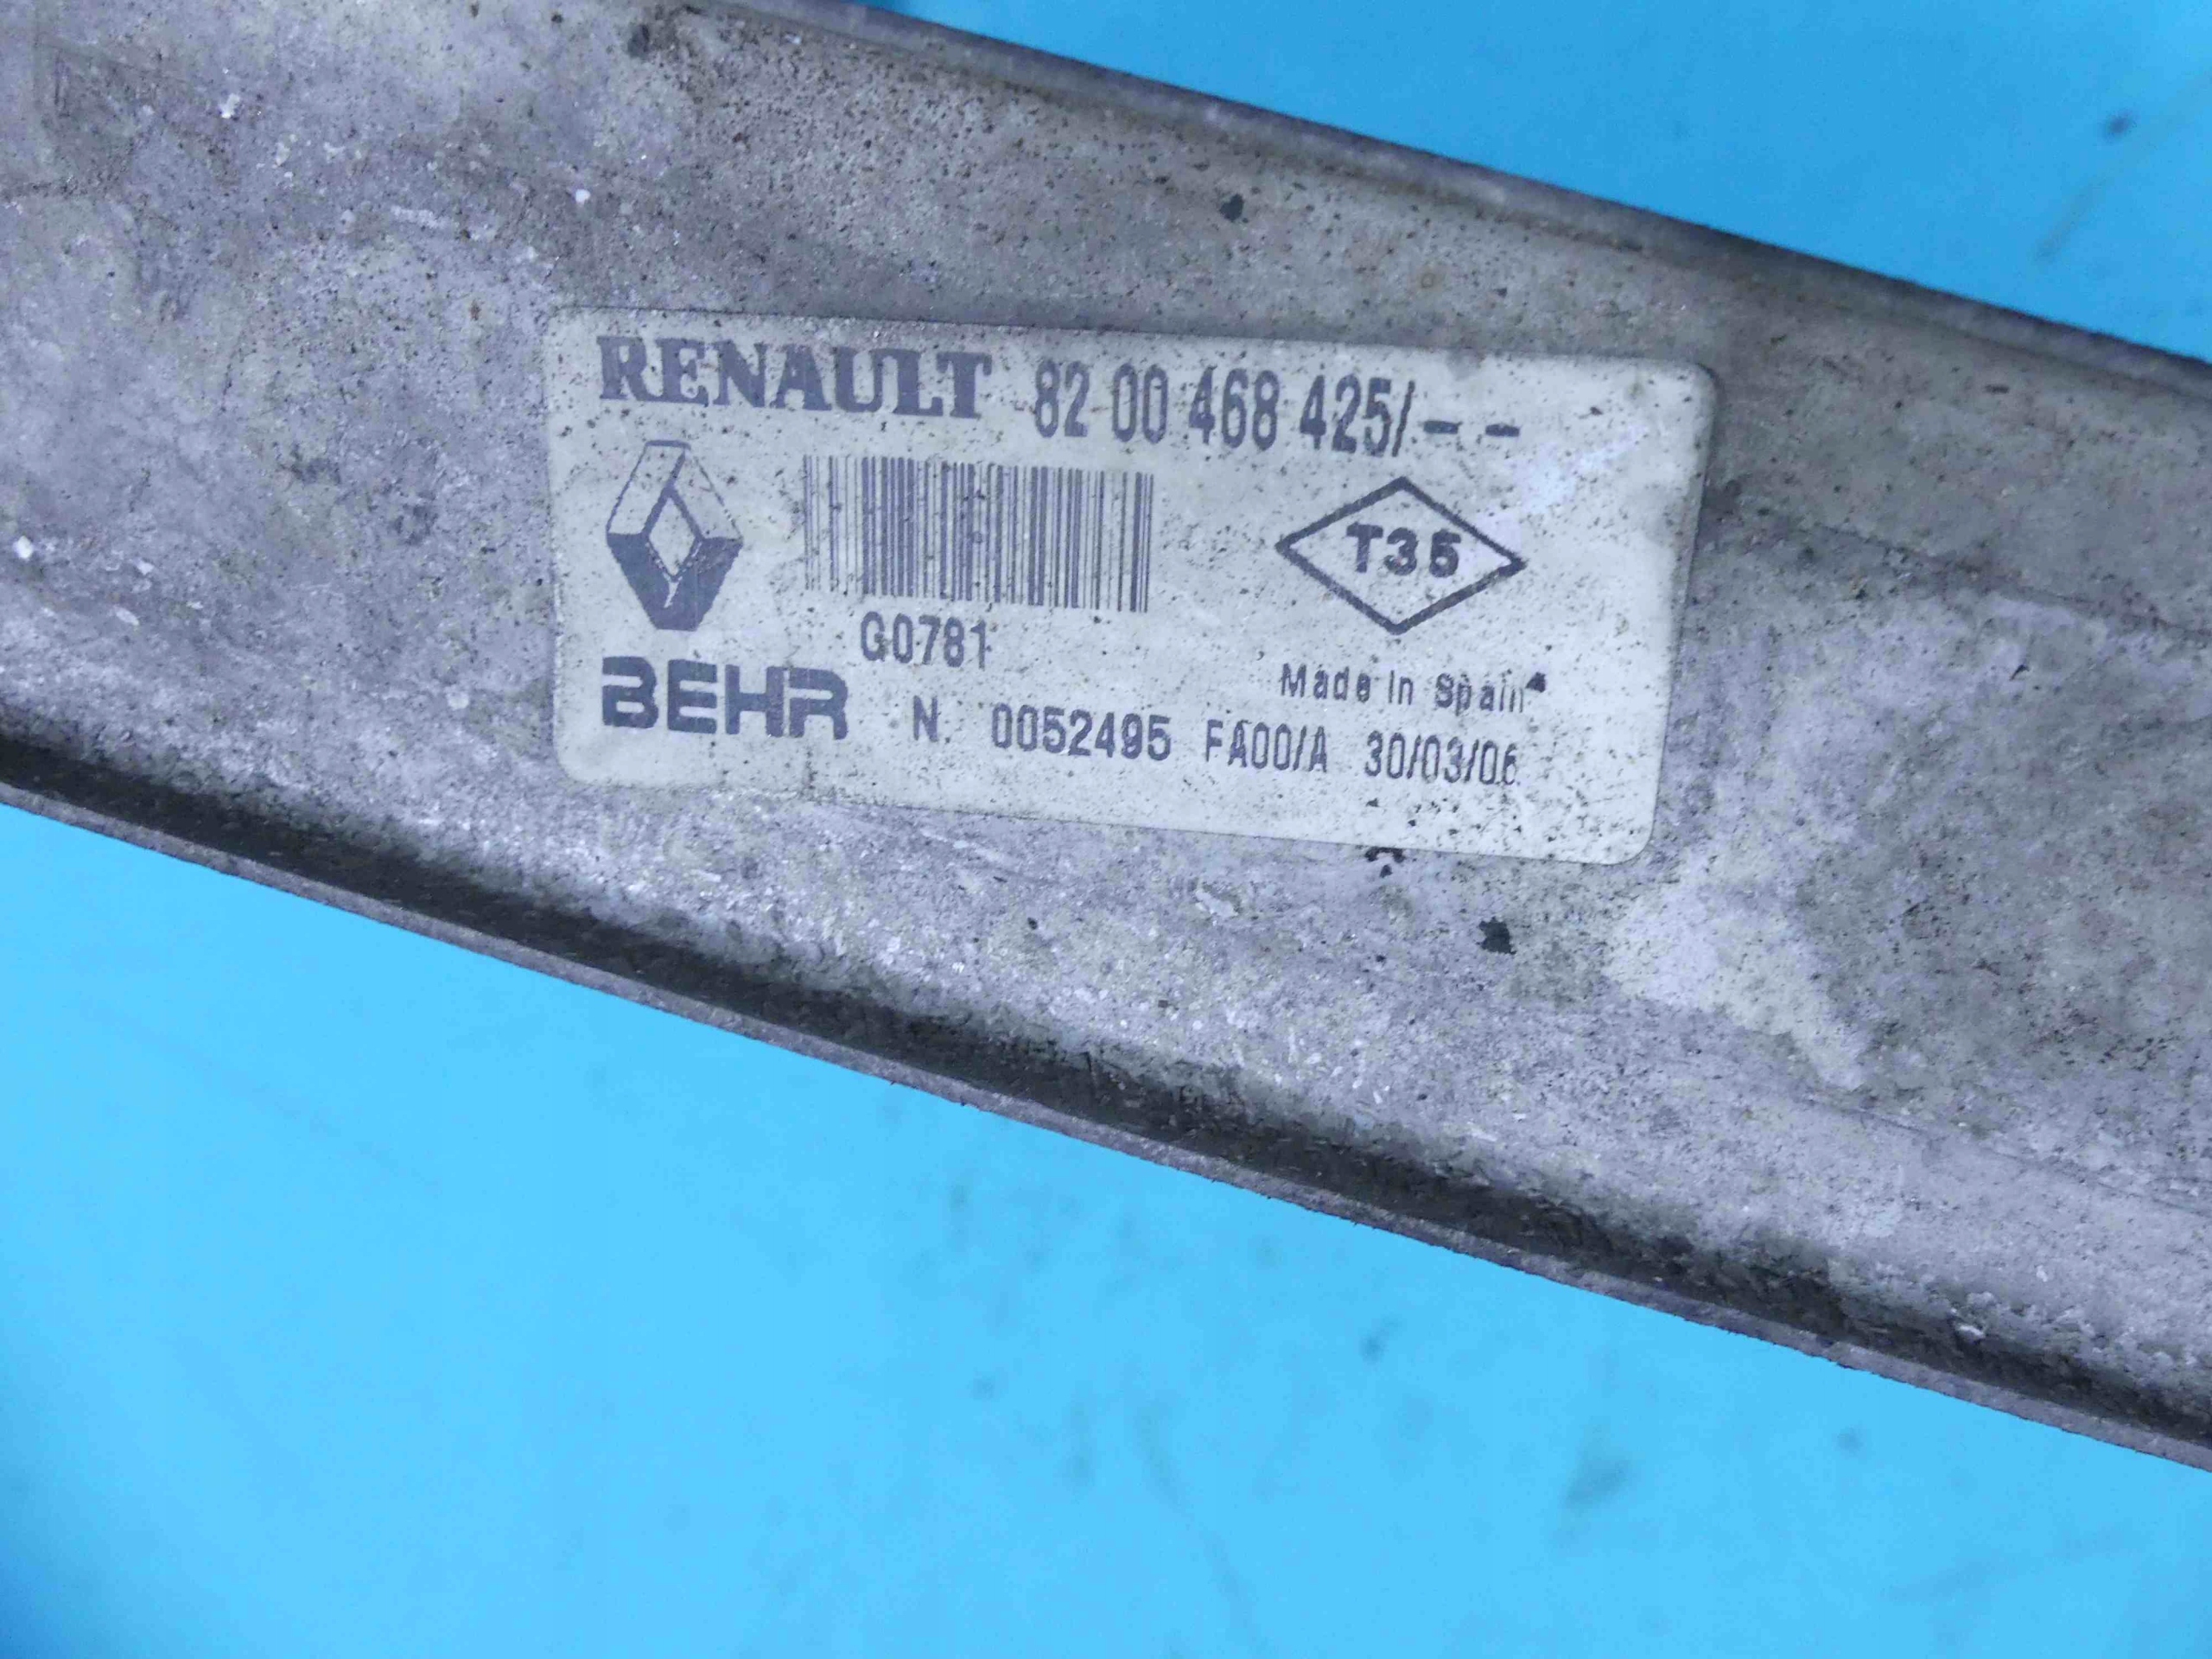 RENAULT 82 00 468 425/--
T35
G0781
Made in Spain
BEHR N. 0052495 FA00/A 30/03/06